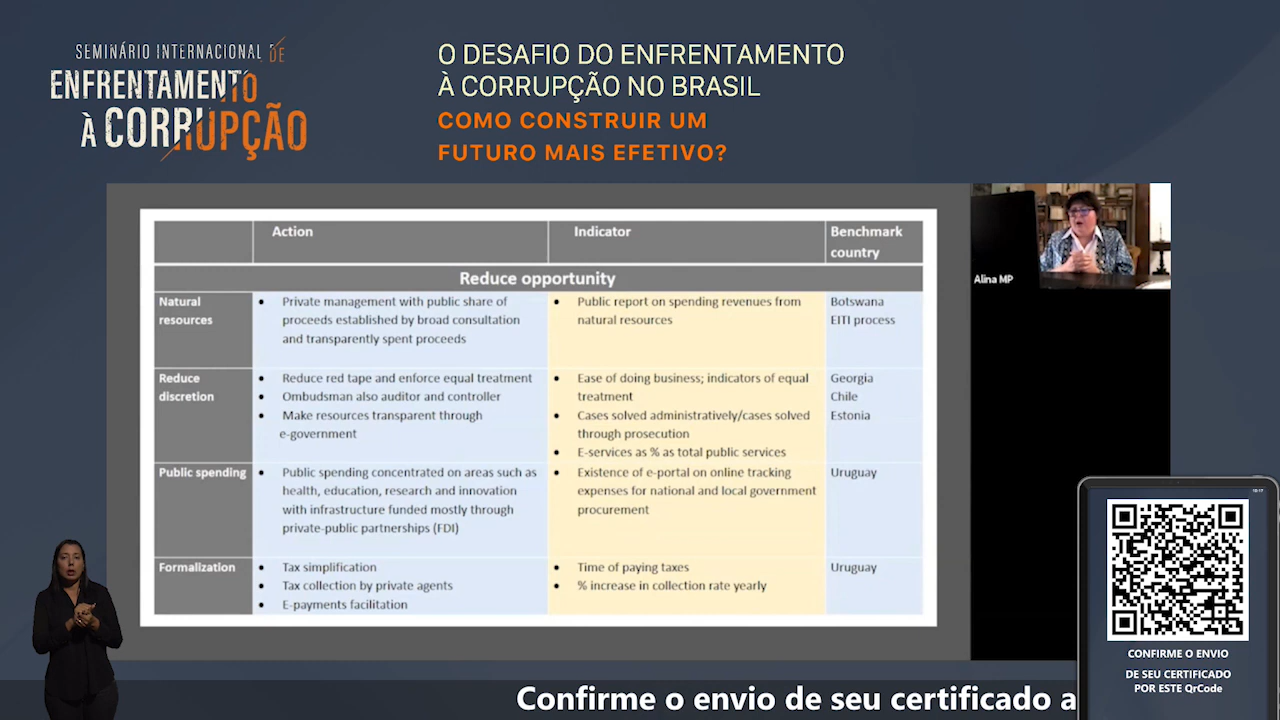 SEMINÁRIO INTERNACIONAL DE
ENFRENTAMENTO
À CORRUPÇÃO
O DESAFIO DO ENFRENTAMENTO
À CORRUPÇÃO NO BRASIL
COMO CONSTRUIR UM
FUTURO MAIS EFETIVO?
Action
Indicator
Benchmark
country
Reduce opportunity
Natural
resources
• Private management with public share of
proceeds established by broad consultation
and transparently spent proceeds
• Public report on spending revenues from
natural resources
Botswana
EITI process
Reduce
discretion
• Reduce red tape and enforce equal treatment
• Ombudsman also auditor and controller
• Make resources transparent through
e-government
• Ease of doing business; indicators of equal
treatment
• Cases solved administratively/cases solved
through prosecution
• E-services as % as total public services
Georgia
Chile
Estonia
Public spending
• Public spending concentrated on areas such as
health, education, research and innovation
with infrastructure funded mostly through
private-public partnerships (FDI)
• Existence of e-portal on online tracking
expenses for national and local government
procurement
Uruguay
Formalization
• Tax simplification
• Tax collection by private agents
• E-payments facilitation
• Time of paying taxes
• % increase in collection rate yearly
Uruguay
Alina MP
CONFIRME O ENVIO
DE SEU CERTIFICADO
POR ESTE QrCode
Confirme o envio de seu certificado a